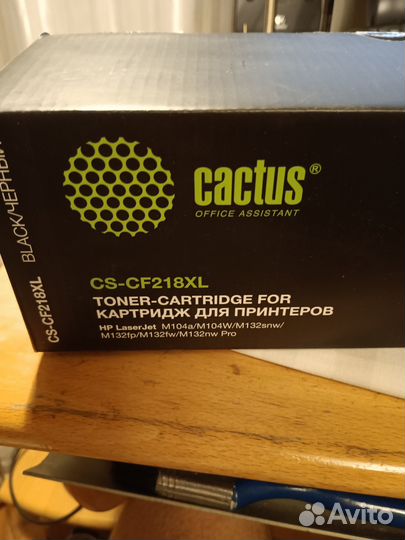 cactus®
OFFICE ASSISTANT
CS-CF218XL
TONER-CARTRIDGE FOR
КАРТРИДЖ ДЛЯ ПРИНТЕРОВ
HP LaserJet M104a/M104W/M132snw/
M132fp/M132fw/M132nw Pro
CS-CF218XL
BLACK/ЧЕРНЫЙ
Avito